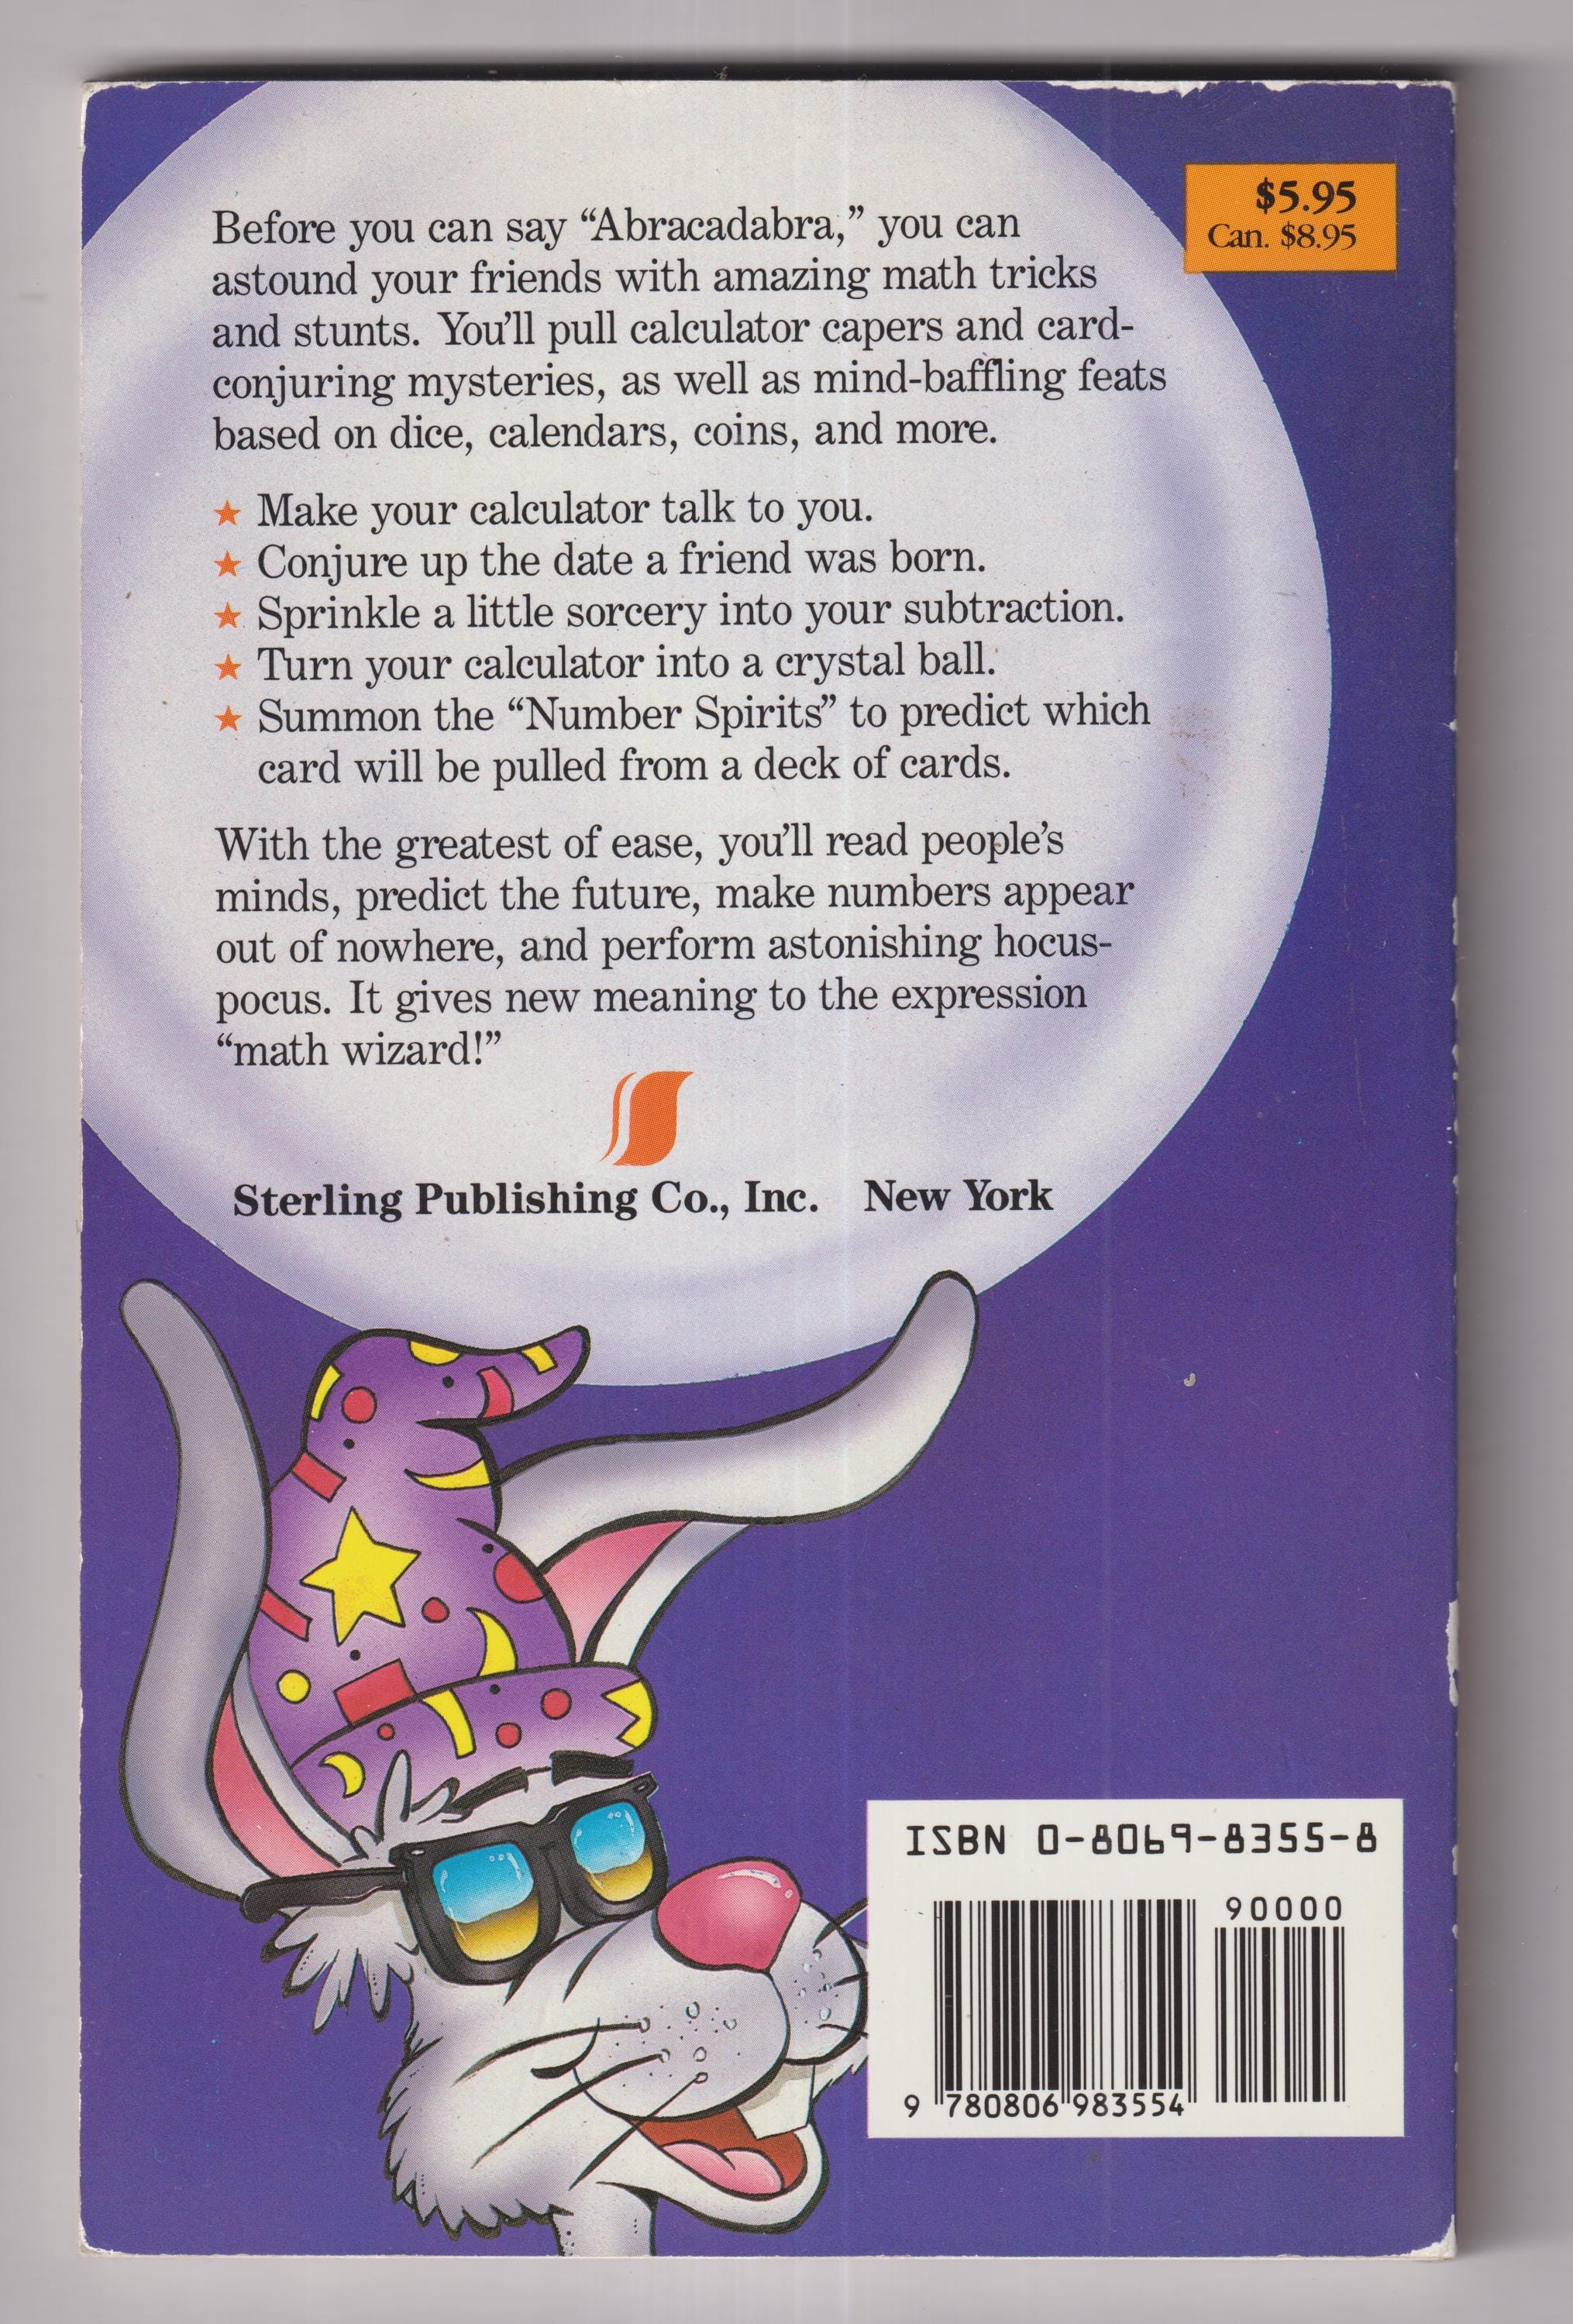 $5.95
Can. $8.95
Before you can say “Abracadabra,” you can
astound your friends with amazing math tricks
and stunts. You’ll pull calculator capers and card-
conjuring mysteries, as well as mind-baffling feats
based on dice, calendars, coins, and more.
★ Make your calculator talk to you.
★ Conjure up the date a friend was born.
★ Sprinkle a little sorcery into your subtraction.
★ Turn your calculator into a crystal ball.
★ Summon the “Number Spirits” to predict which
card will be pulled from a deck of cards.
With the greatest of ease, you’ll read people’s
minds, predict the future, make numbers appear
out of nowhere, and perform astonishing hocus-
pocus. It gives new meaning to the expression
“math wizard!”
Sterling Publishing Co., Inc. New York
ISBN 0-8069-8355-8
90000
9 780806 983554